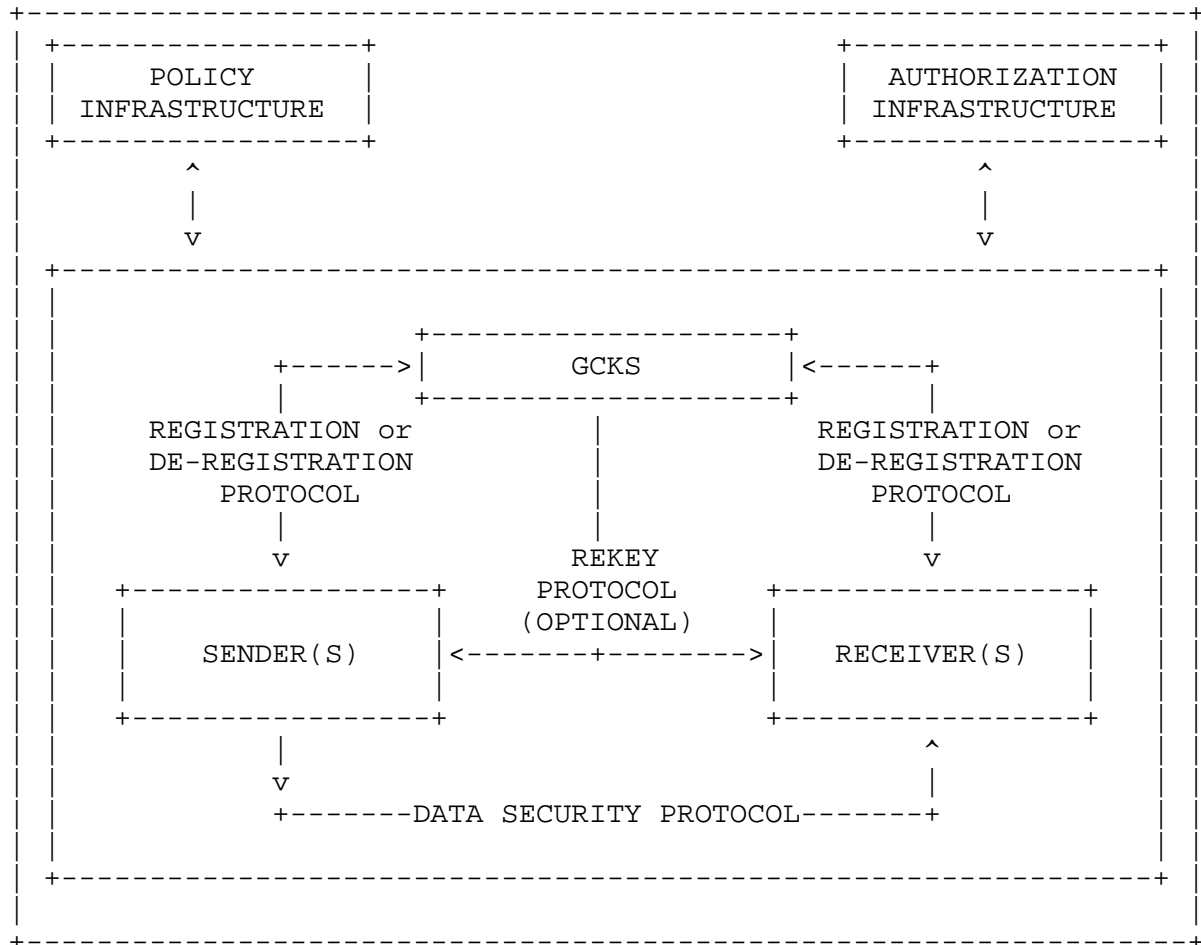 POLICY AUTHORIZATION
INFRASTRUCTURE INFRASTRUCTURE
GCKS
REGISTRATION or REGISTRATION or
DE-REGISTRATION DE-REGISTRATION
PROTOCOL PROTOCOL
REKEY
PROTOCOL
(OPTIONAL)
SENDER(S) RECEIVER(S)
DATA SECURITY PROTOCOL